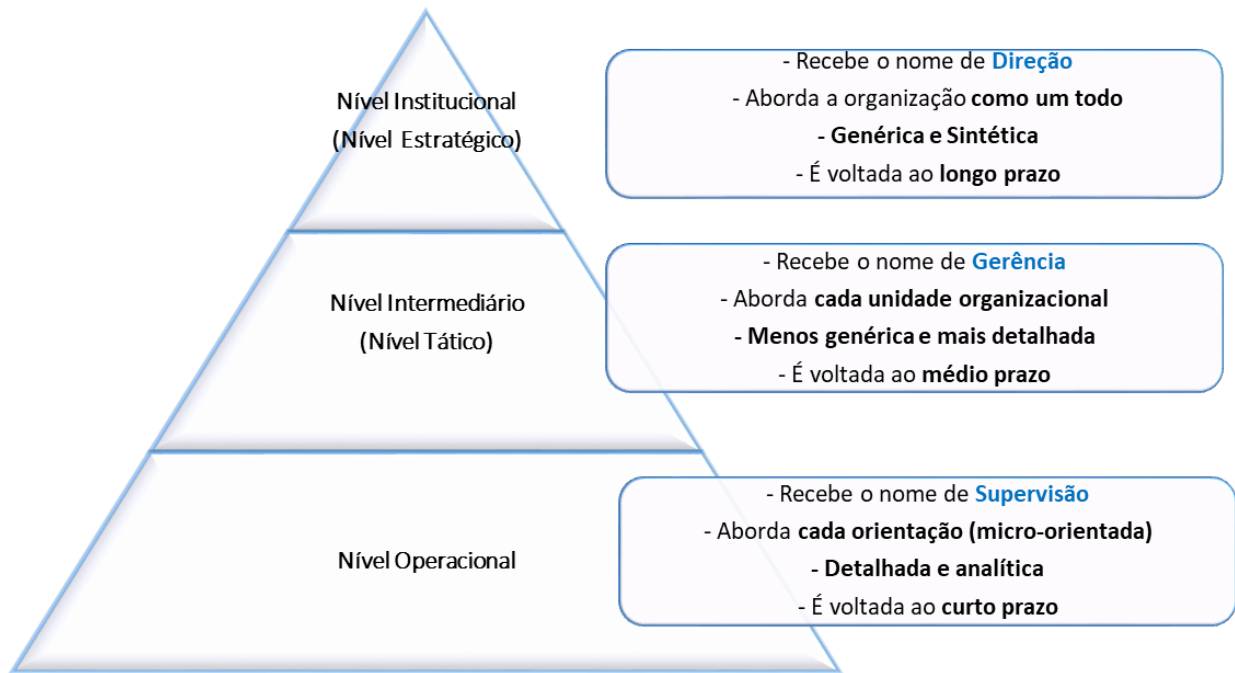 Nível Institucional
(Nível Estratégico)
- Recebe o nome de Direção
- Aborda a organização como um todo
- Genérica e Sintética
- É voltada ao longo prazo
Nível Intermediário
(Nível Tático)
- Recebe o nome de Gerência
- Aborda cada unidade organizacional
- Menos genérica e mais detalhada
- É voltada ao médio prazo
Nível Operacional
- Recebe o nome de Supervisão
- Aborda cada orientação (micro-orientada)
- Detalhada e analítica
- É voltada ao curto prazo